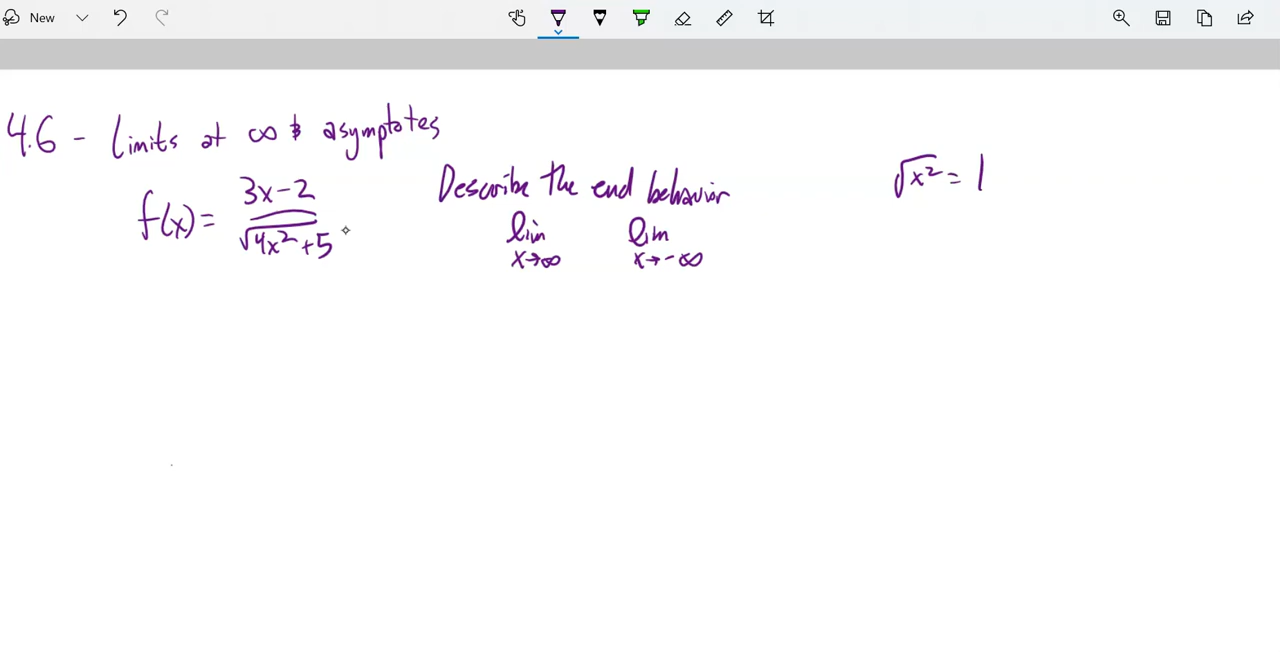 New
4.6 - Limits at ∞ & asymptotes
f(x) = 3x-2 / √4x²+5
Describe the end behavior
lim x→∞ lim x→-∞
√x² = |